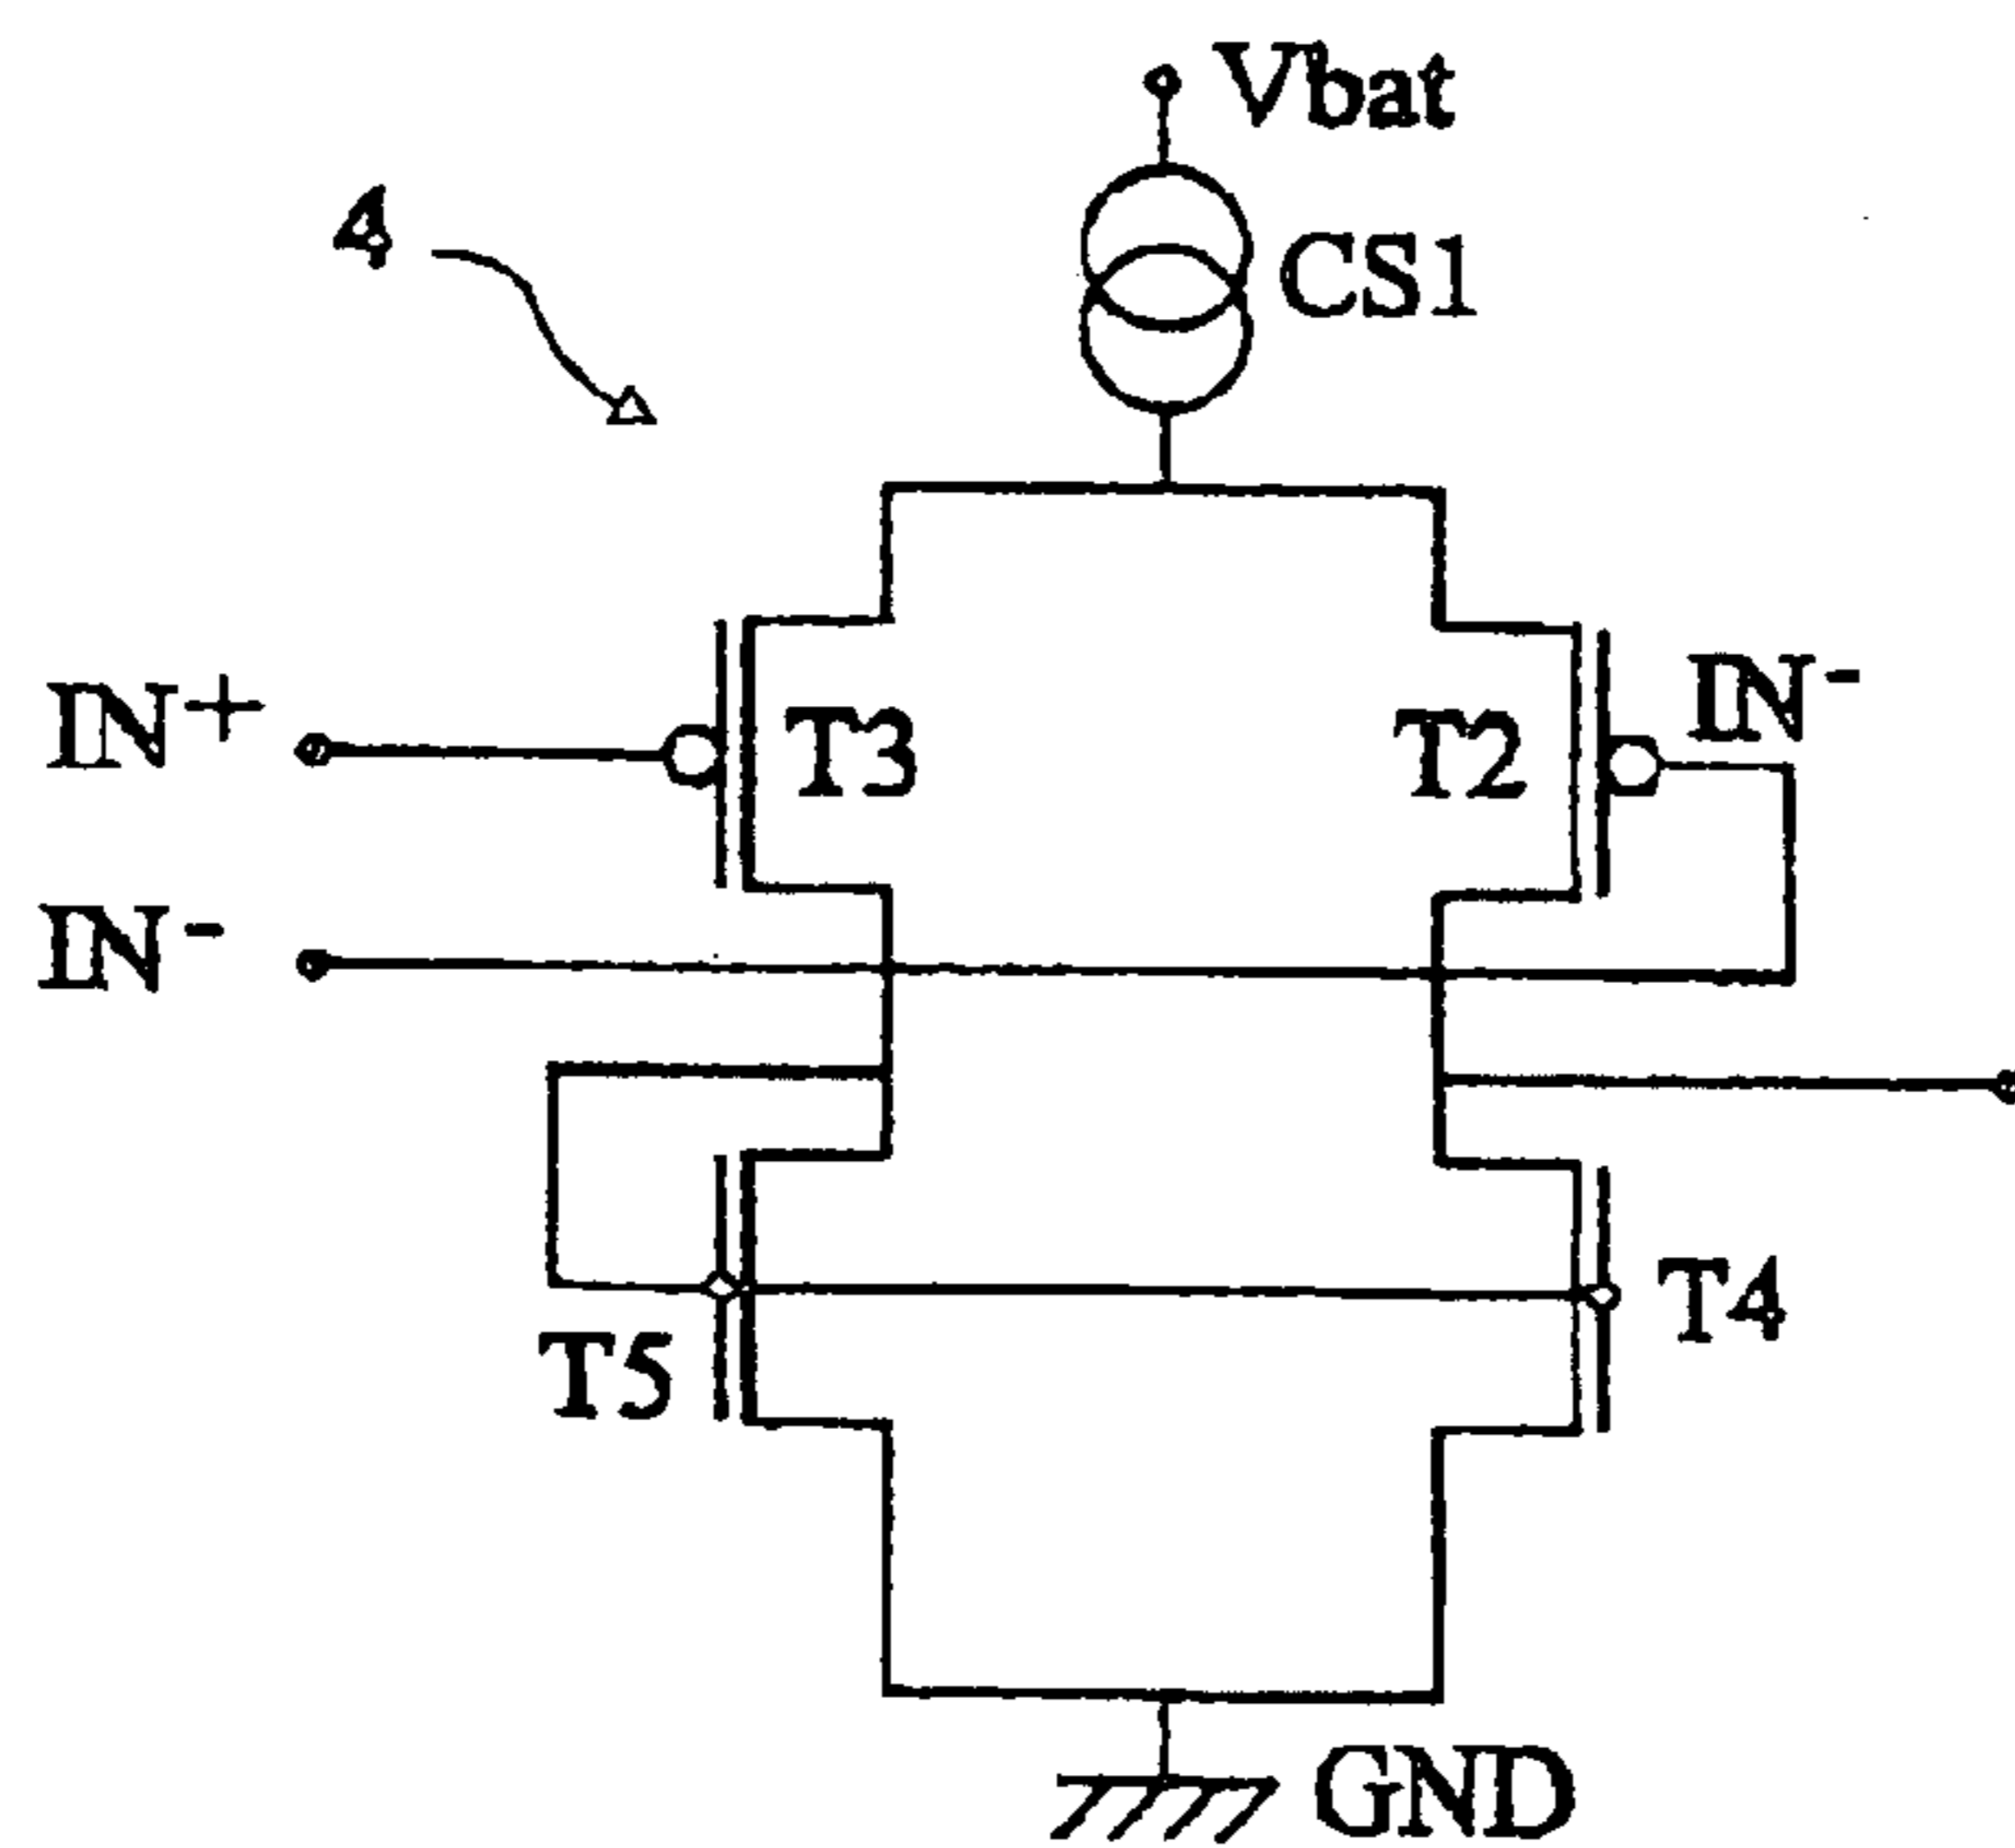 Vbat
4
CS1
IN+
T3
T2
IN-
IN-
T5
T4
GND